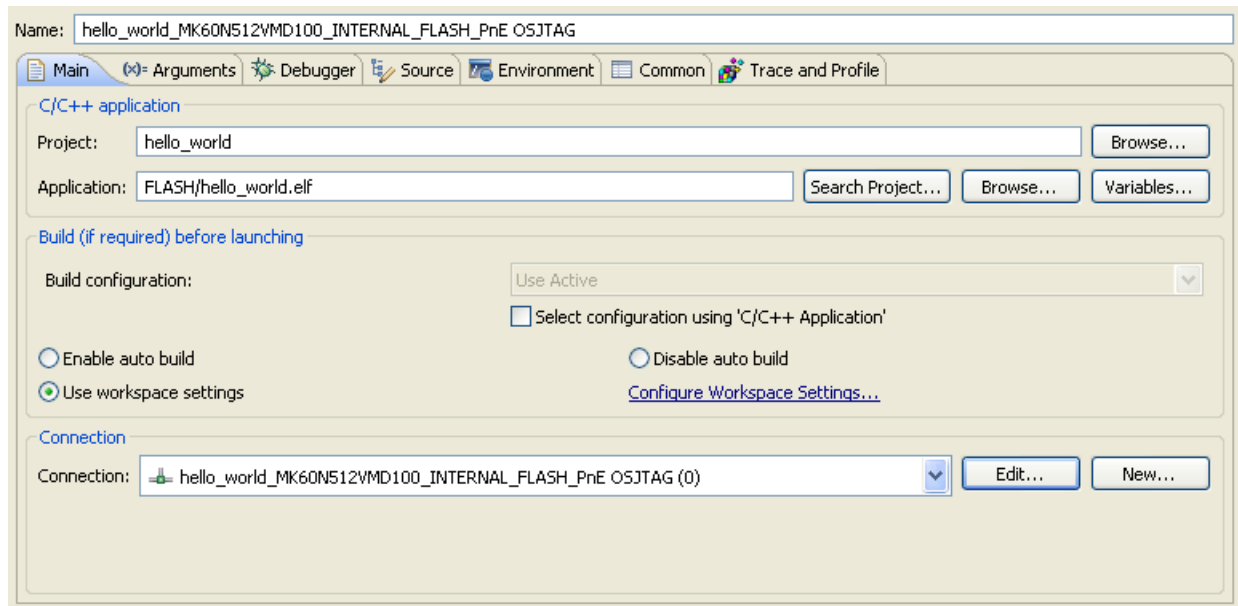 Name: hello_world_MK60N512VMD100_INTERNAL_FLASH_PnE OSJTAG
Main (x)= Arguments Debugger Source Environment Common Trace and Profile
C/C++ application
Project: hello_world Browse...
Application: FLASH/hello_world.elf Search Project... Browse... Variables...
Build (if required) before launching
Build configuration: Use Active
Select configuration using 'C/C++ Application'
Enable auto build Disable auto build
Use workspace settings Configure Workspace Settings...
Connection
Connection: hello_world_MK60N512VMD100_INTERNAL_FLASH_PnE OSJTAG (0) Edit... New...